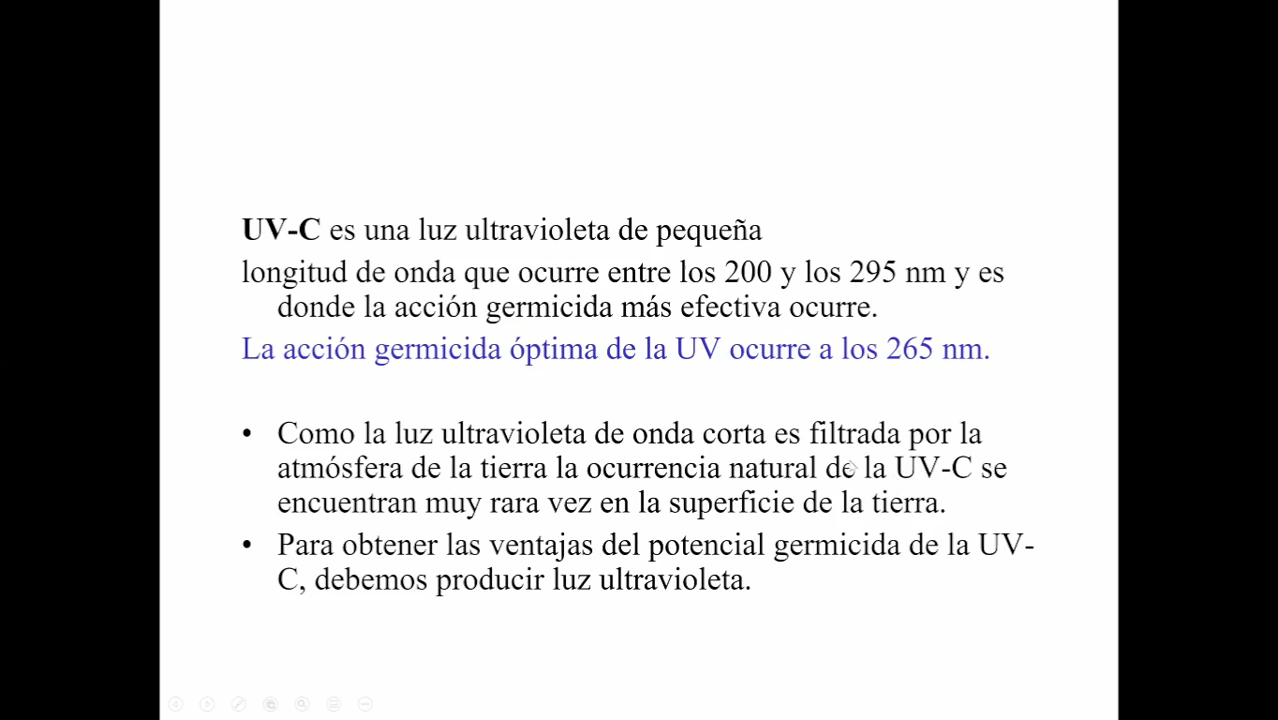 UV-C es una luz ultravioleta de pequeña
longitud de onda que ocurre entre los 200 y los 295 nm y es
donde la acción germicida más efectiva ocurre.
La acción germicida óptima de la UV ocurre a los 265 nm.
• Como la luz ultravioleta de onda corta es filtrada por la
atmósfera de la tierra la ocurrencia natural de la UV-C se
encuentran muy rara vez en la superficie de la tierra.
• Para obtener las ventajas del potencial germicida de la UV-
C, debemos producir luz ultravioleta.